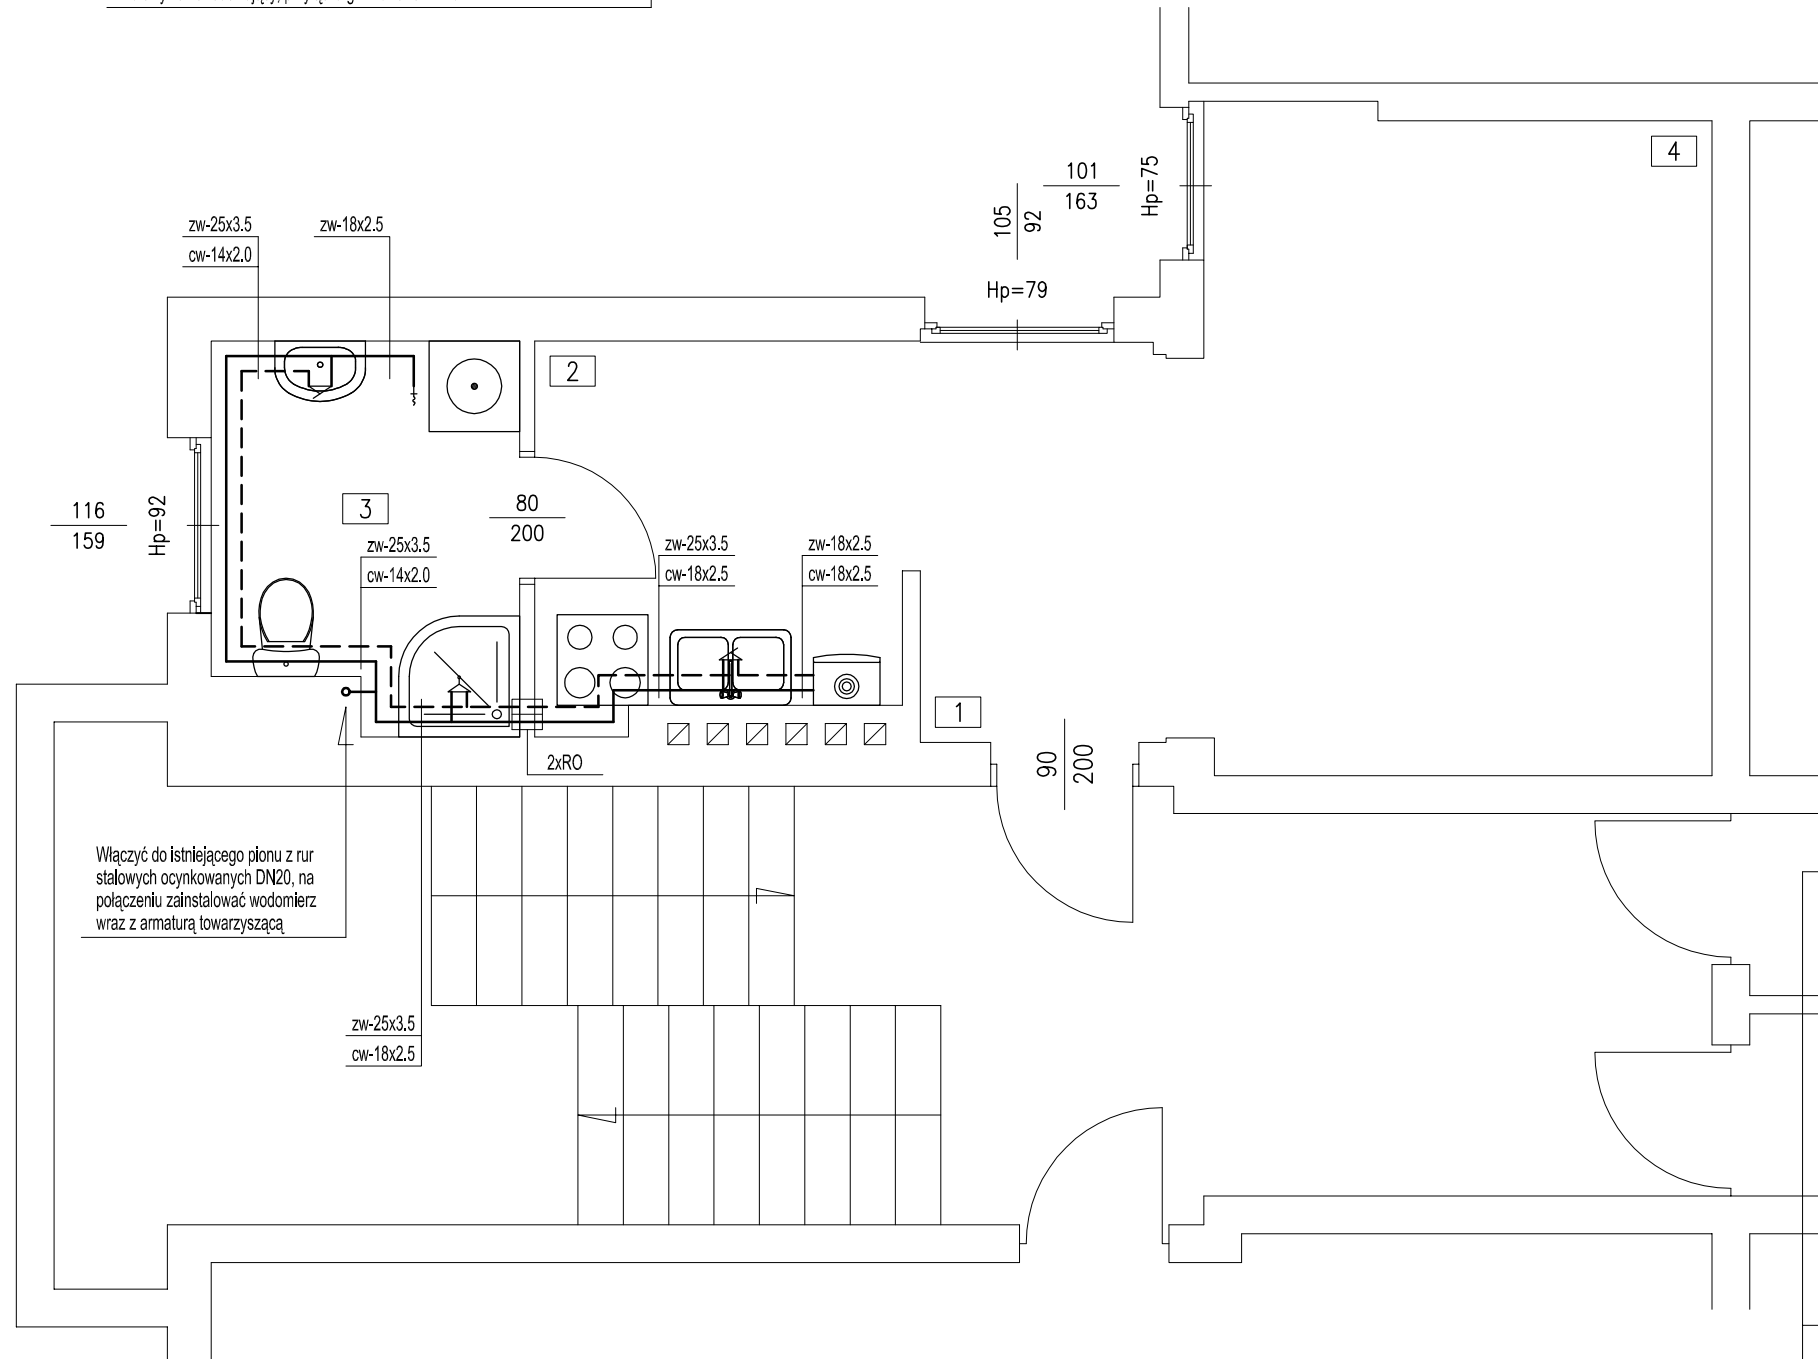 4
101
163
Hp=75
105
92
Hp=79
zw-25x3.5
cw-14x2.0
zw-18x2.5
2
116
159
Hp=92
3
80
200
zw-25x3.5
cw-14x2.0
zw-25x3.5
cw-18x2.5
zw-18x2.5
cw-18x2.5
1
90
200
2xRO
Włączyć do istniejącego pionu z rur
stalowych ocynkowanych DN20, na
połączeniu zainstalować wodomierz
wraz z armaturą towarzyszącą
zw-25x3.5
cw-18x2.5